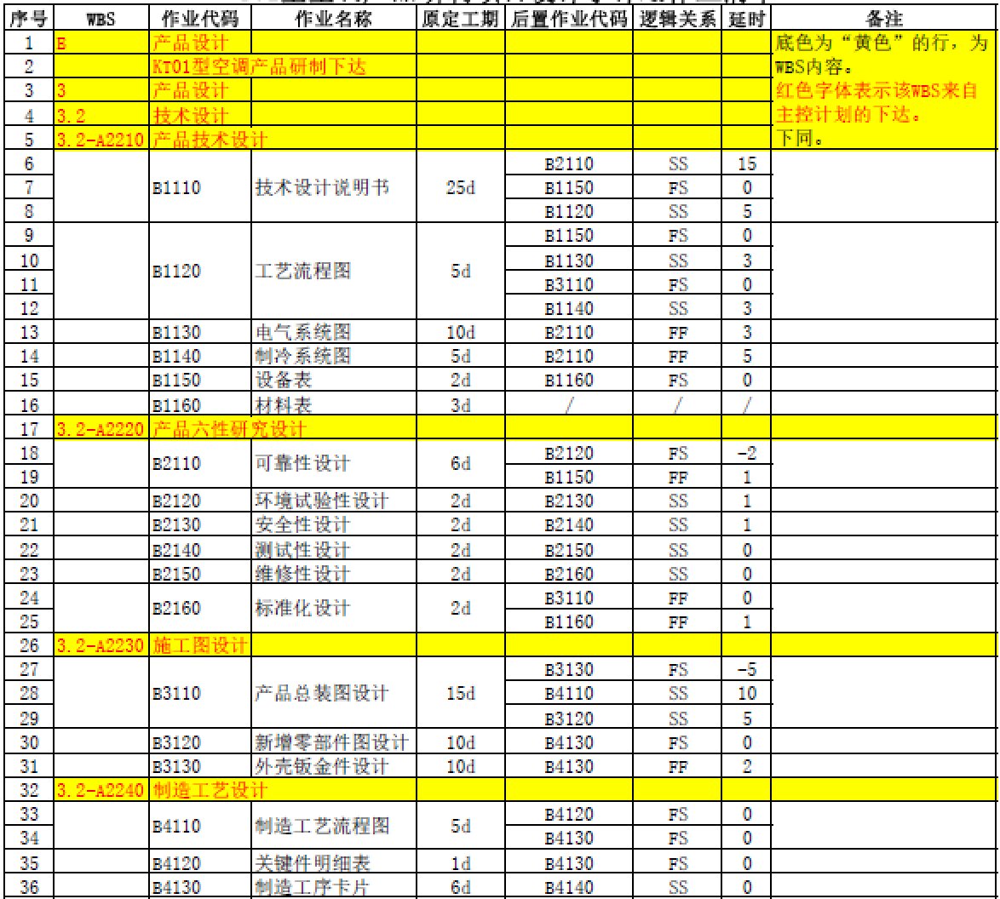 序号 WBS 作业代码 作业名称 原定工期 后置作业代码 逻辑关系 延时 备注
1 E 产品设计 底色为“黄色”的行，为
2 KT01型空调产品研制下达 WBS内容。
3 3 产品设计 红色字体表示该WBS来自
4 3.2 技术设计 主控计划的下达。
5 3.2-A2210 产品技术设计 下同。
6 B2110 SS 15
7 B1110 技术设计说明书 25d B1150 FS 0
8 B1120 SS 5
9 B1150 FS 0
10 B1130 SS 3
B1120 工艺流程图 5d
11 B3110 FS 0
12 B1140 SS 3
13 B1130 电气系统图 10d B2110 FF 3
14 B1140 制冷系统图 5d B2110 FF 5
15 B1150 设备表 2d B1160 FS 0
16 B1160 材料表 3d / / /
17 3.2-A2220 产品六性研究设计
18 B2120 FS -2
B2110 可靠性设计 6d
19 B1150 FF 1
20 B2120 环境试验性设计 2d B2130 SS 1
21 B2130 安全性设计 2d B2140 SS 1
22 B2140 测试性设计 2d B2150 SS 0
23 B2150 维修性设计 2d B2160 SS 0
24 B3110 FF 0
B2160 标准化设计 2d
25 B1160 FF 1
26 3.2-A2230 施工图设计
27 B3130 FS -5
28 B3110 产品总装图设计 15d B4110 SS 10
29 B3120 SS 5
30 B3120 新增零部件图设计 10d B4130 FS 0
31 B3130 外壳钣金件设计 10d B4130 FF 2
32 3.2-A2240 制造工艺设计
33 B4120 FS 0
B4110 制造工艺流程图 5d
34 B4130 FS 0
35 B4120 关键件明细表 1d B4130 FS 0
36 B4130 制造工序卡片 6d B4140 SS 0